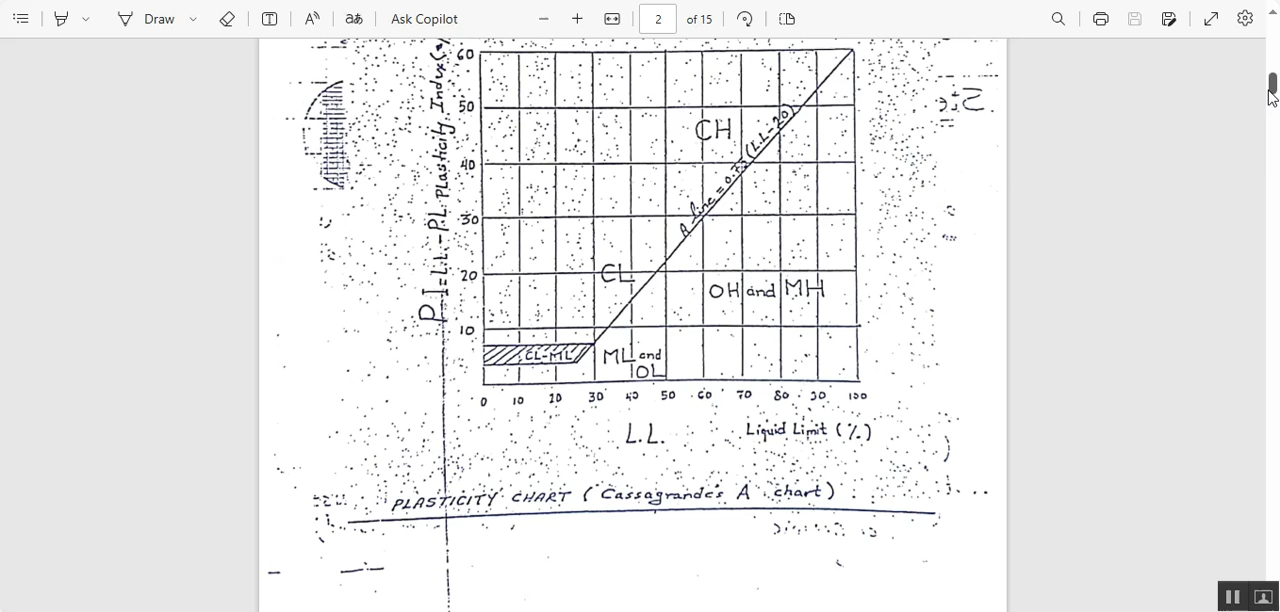 Draw
Ask Copilot
2 of 15
PI = L.L. - P.L. Plasticity Index
60
50
40
30
20
10
CH
A line = 0.73 (L.L - 20)
CL
OH and MH
CL-ML
ML and
OL
0 10 20 30 40 50 60 70 80 90 100
L.L. Liquid Limit (%)
PLASTICITY CHART (Cassagrande's A chart)